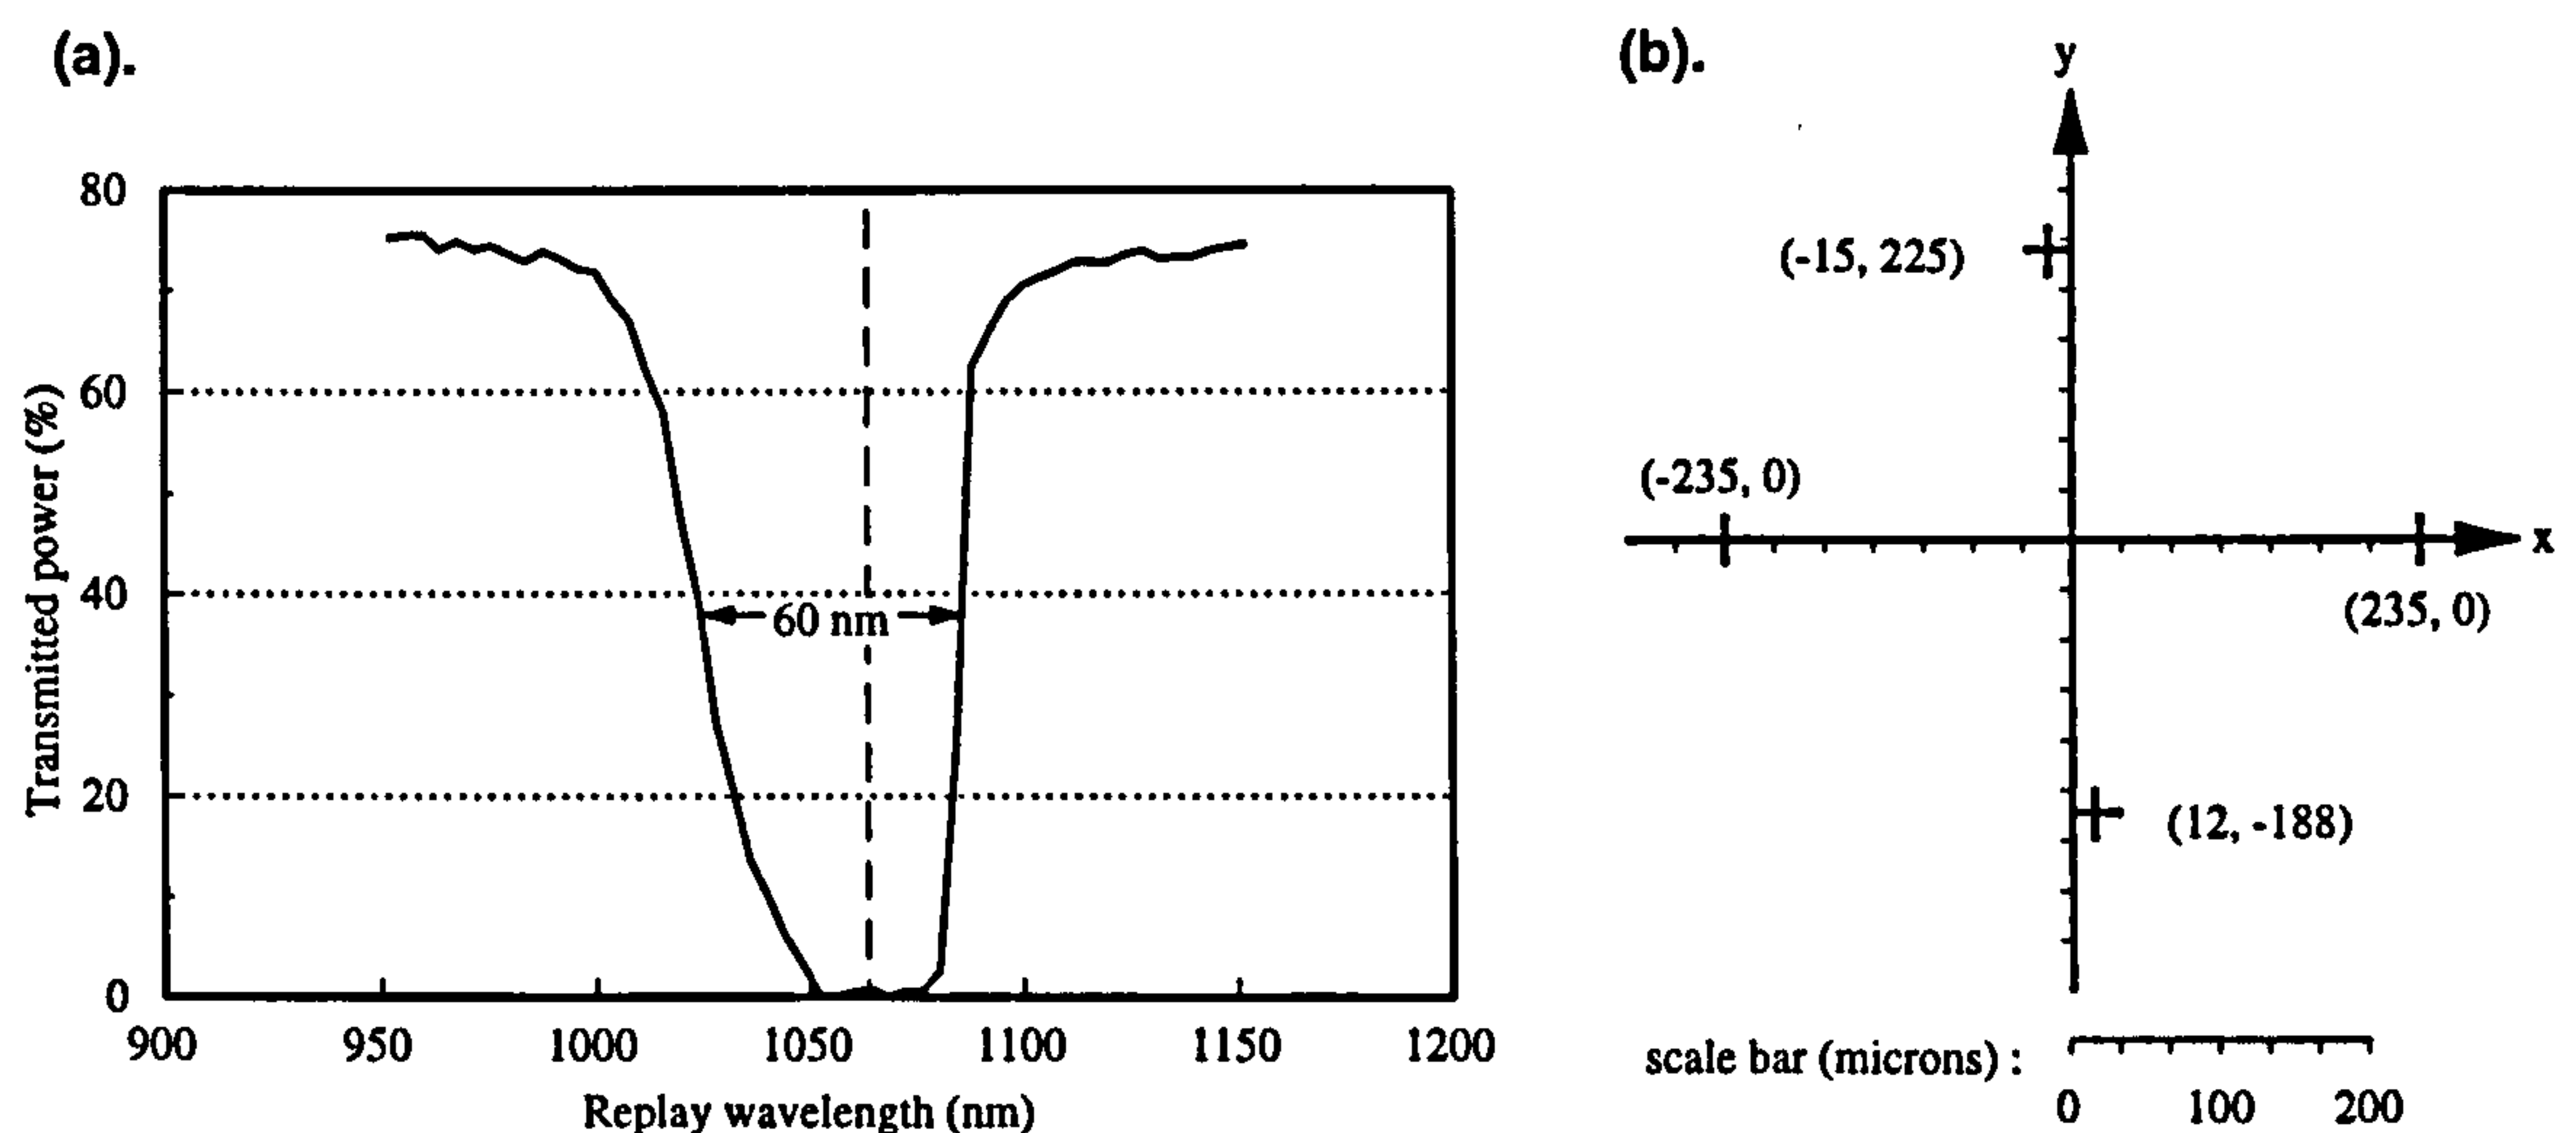 (a).
80
60
40
20
0
Transmitted power (%)
60 nm
900 950 1000 1050 1100 1150 1200
Replay wavelength (nm)
(b).
y
(-15, 225)
(-235, 0)
x
(235, 0)
(12, -188)
scale bar (microns) :
0 100 200